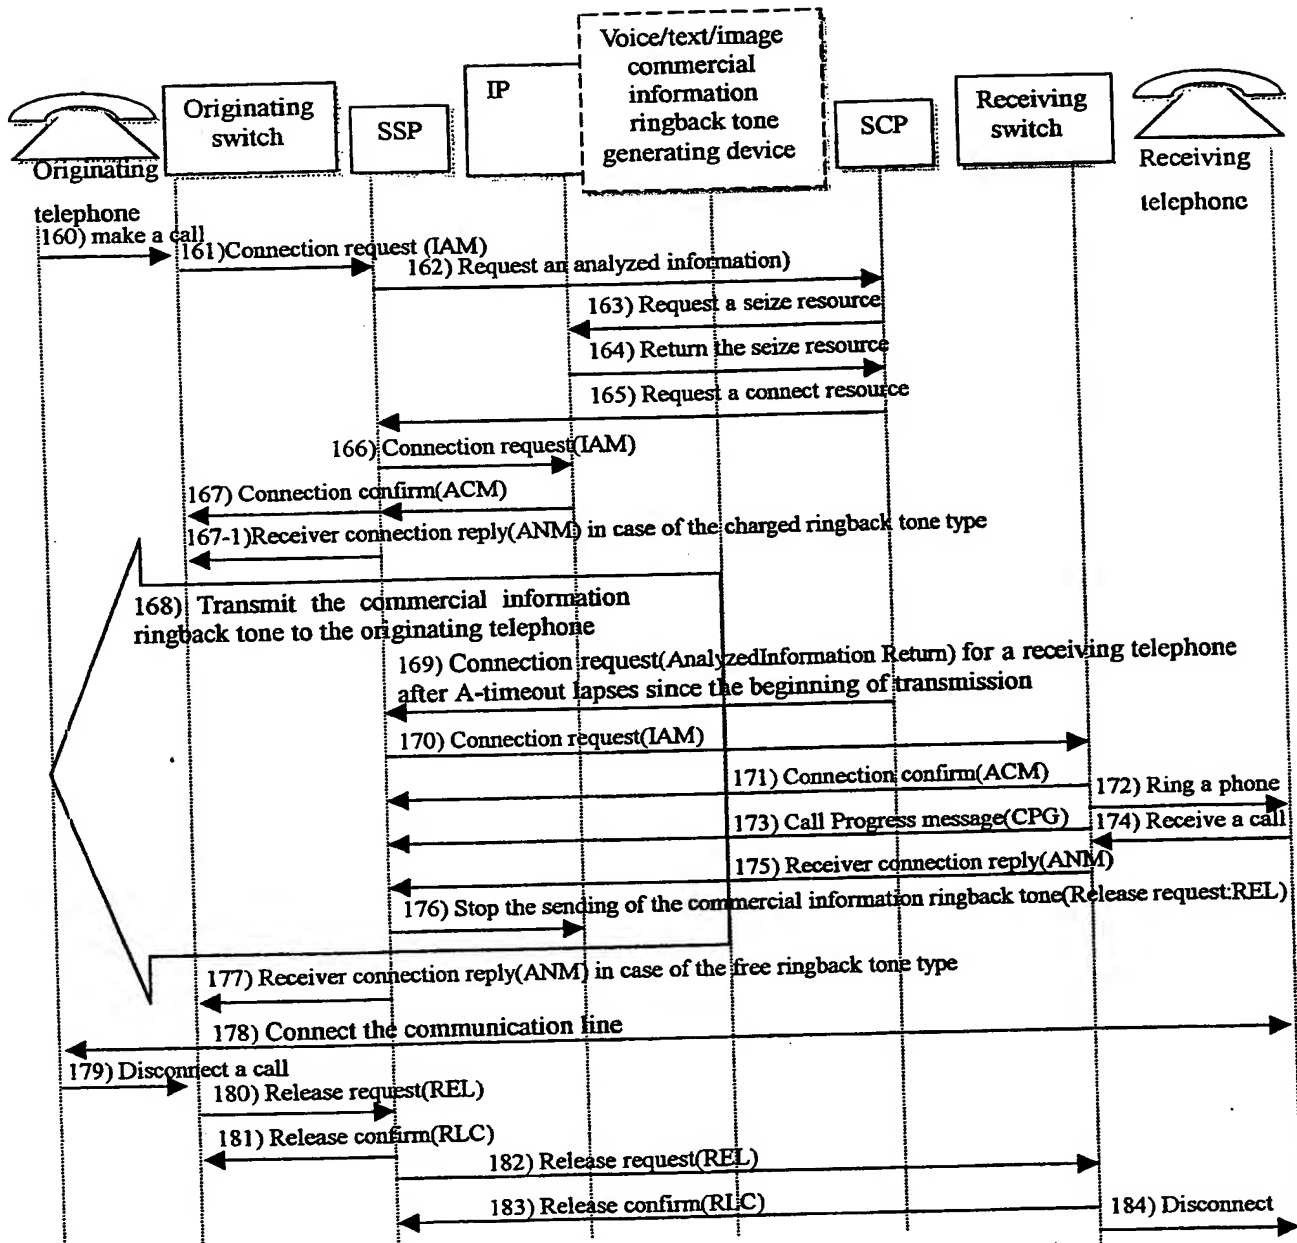 Voice/text/image
commercial
information
ringback tone
generating device
IP
Originating
switch
SSP
SCP
Receiving
switch
Originating
telephone
Receiving
telephone
160) make a call
161)Connection request (IAM)
162) Request an analyzed information)
163) Request a seize resource
164) Return the seize resource
165) Request a connect resource
166) Connection request(IAM)
167) Connection confirm(ACM)
167-1)Receiver connection reply(ANM) in case of the charged ringback tone type
168) Transmit the commercial information
ringback tone to the originating telephone
169) Connection request(AnalyzedInformation Return) for a receiving telephone
after A-timeout lapses since the beginning of transmission
170) Connection request(IAM)
171) Connection confirm(ACM)
172) Ring a phone
173) Call Progress message(CPG)
174) Receive a call
175) Receiver connection reply(ANM)
176) Stop the sending of the commercial information ringback tone(Release request:REL)
177) Receiver connection reply(ANM) in case of the free ringback tone type
178) Connect the communication line
179) Disconnect a call
180) Release request(REL)
181) Release confirm(RLC)
182) Release request(REL)
183) Release confirm(RLC)
184) Disconnect